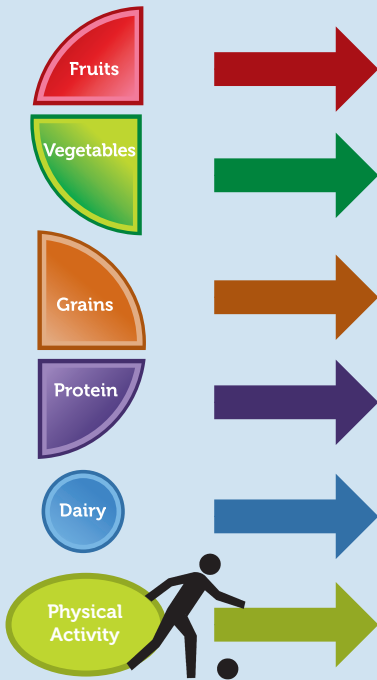 Fruits
Vegetables
Grains
Protein
Dairy
Physical
Activity